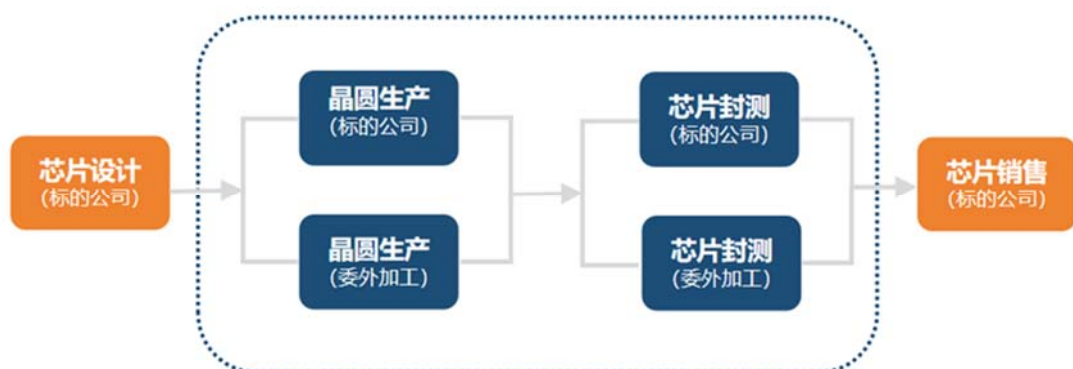 芯片设计
(标的公司)
晶圆生产
(标的公司)
晶圆生产
(委外加工)
芯片封测
(标的公司)
芯片封测
(委外加工)
芯片销售
(标的公司)